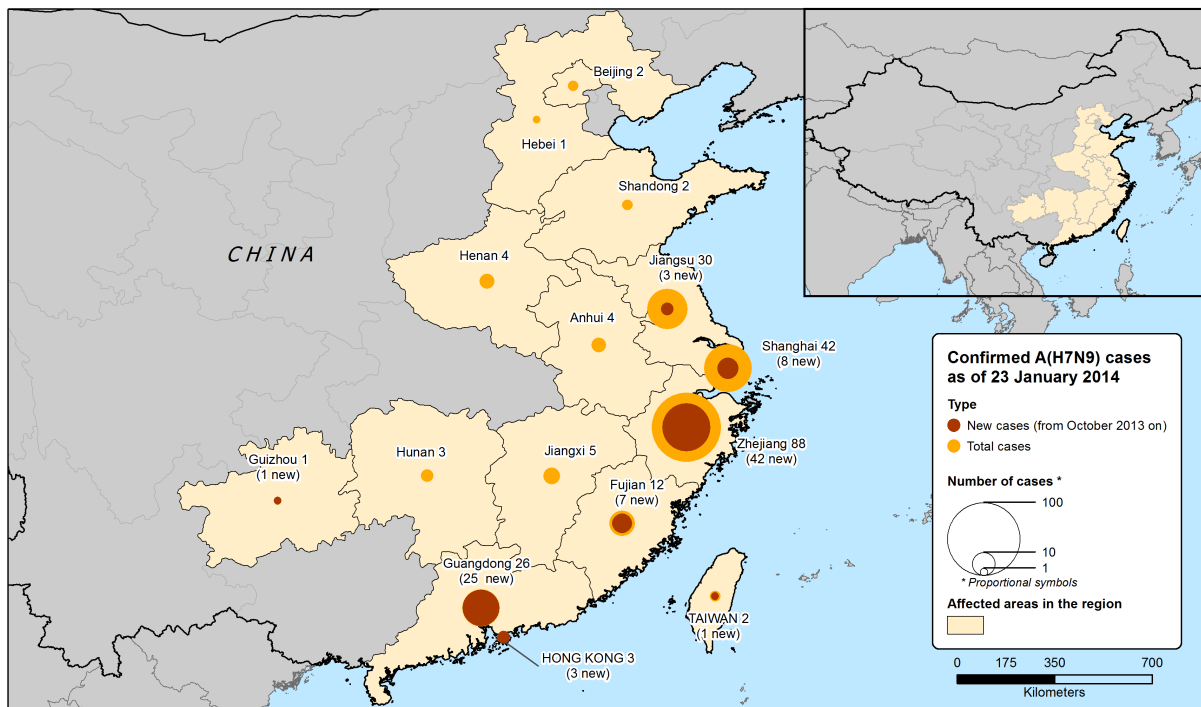 Beijing 2
Hebei 1
Shandong 2
CHINA
Henan 4
Jiangsu 30
(3 new)
Anhui 4
Shanghai 42
(8 new)
Zhejiang 88
(42 new)
Guizhou 1
(1 new)
Hunan 3
Jiangxi 5
Fujian 12
(7 new)
Guangdong 26
(25 new)
TAIWAN 2
(1 new)
HONG KONG 3
(3 new)
Confirmed A(H7N9) cases
as of 23 January 2014
Type
New cases (from October 2013 on)
Total cases
Number of cases *
100
10
1
* Proportional symbols
Affected areas in the region
0 175 350 700
Kilometers